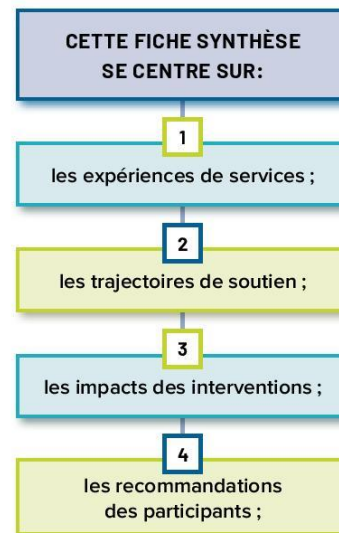 CETTE FICHE SYNTHÈSE
SE CENTRE SUR:
1
les expériences de services ;
2
les trajectoires de soutien ;
3
les impacts des interventions ;
4
les recommandations
des participants ;